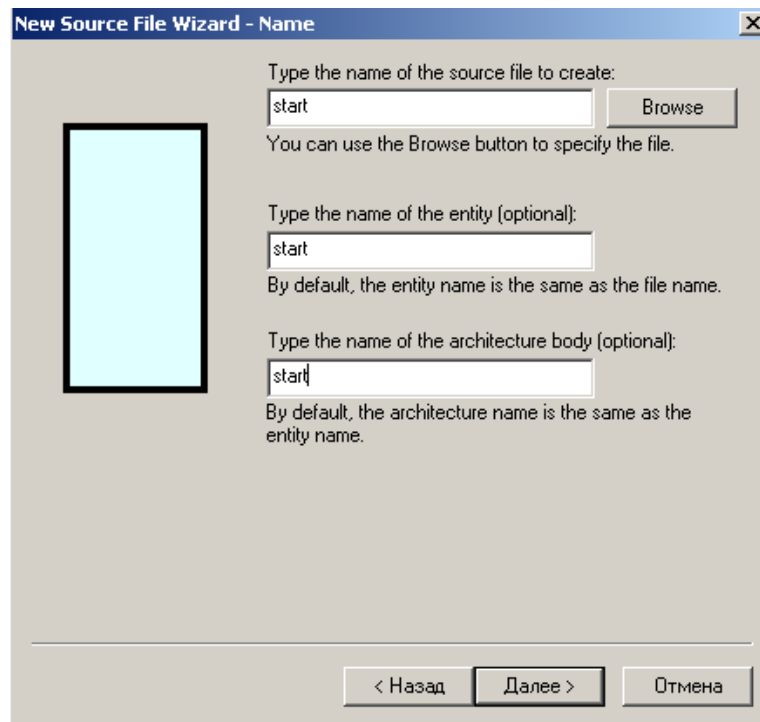 New Source File Wizard - Name
Type the name of the source file to create:
start
Browse
You can use the Browse button to specify the file.
Type the name of the entity (optional):
start
By default, the entity name is the same as the file name.
Type the name of the architecture body (optional):
start
By default, the architecture name is the same as the
entity name.
< Назад
Далее >
Отмена